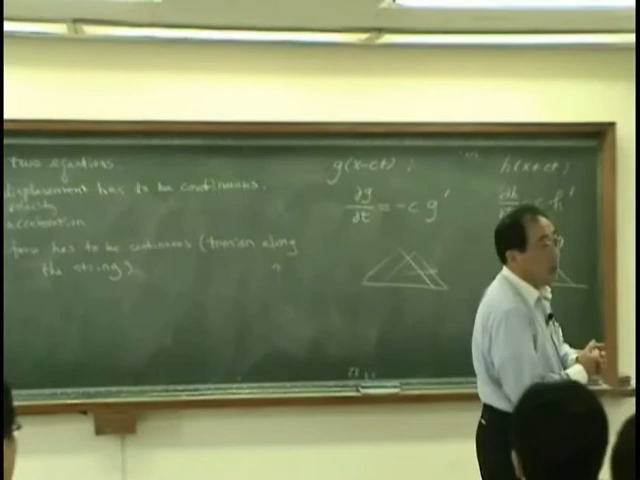 two equations.
displacement has to be continuous.
velocity
acceleration
force has to be continuous (tension along
the string)
g(x-ct) ;
∂g/∂t = -c g'
h(x+ct) ;
∂h/∂t h'